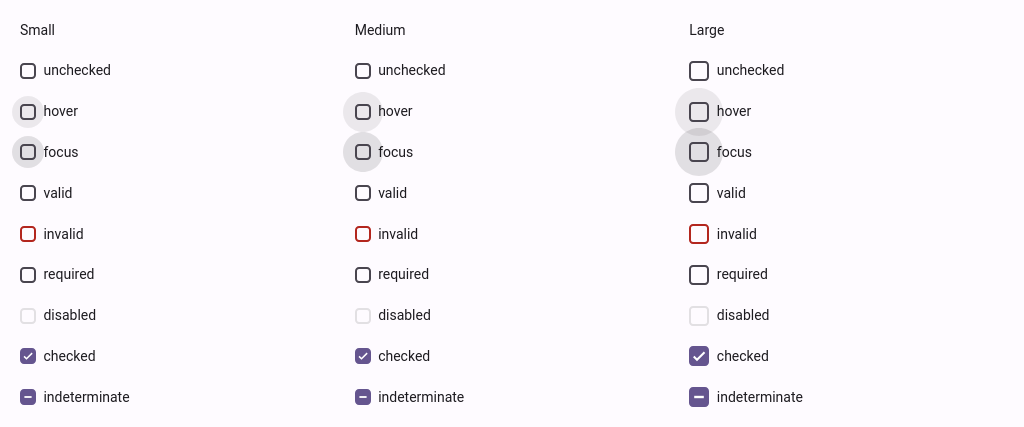 Small
unchecked
hover
focus
valid
invalid
required
disabled
checked
indeterminate
Medium
unchecked
hover
focus
valid
invalid
required
disabled
checked
indeterminate
Large
unchecked
hover
focus
valid
invalid
required
disabled
checked
indeterminate